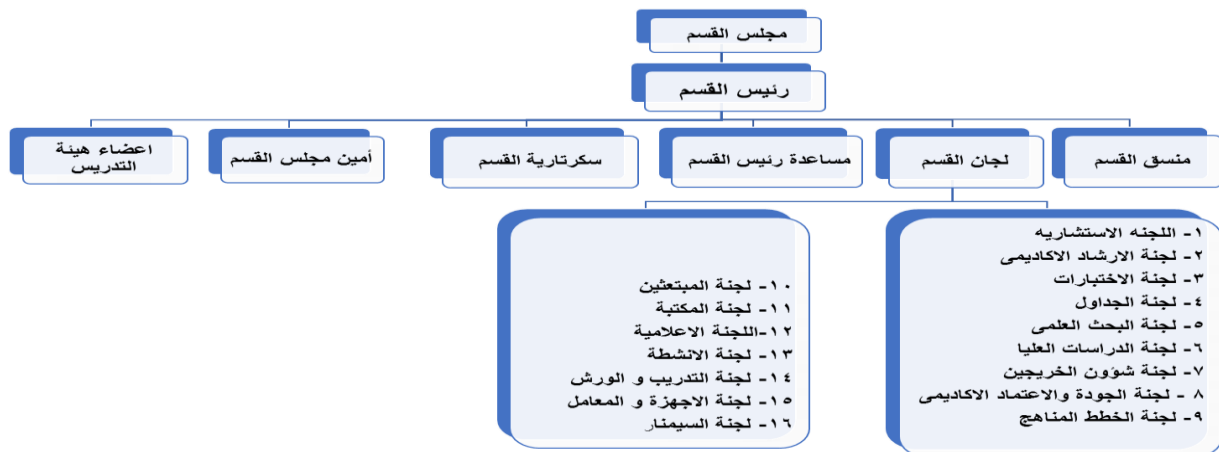 مجلس القسم
رئيس القسم
منسق القسم
لجان القسم
مساعدة رئيس القسم
سكرتارية القسم
أمين مجلس القسم
اعضاء هيئة
التدريس
١- اللجنه الاستشاريه
٢- لجنة الارشاد الاكاديمى
٣- لجنة الاختبارات
٤- لجنة الجداول
٥- لجنة البحث العلمى
٦- لجنة الدراسات العليا
٧- لجنة شؤون الخريجين
٨ - لجنة الجودة والاعتماد الاكاديمى
٩- لجنة الخطط المناهج
١٠- لجنة المبتعثين
١١- لجنة المكتبة
١٢-اللجنة الاعلامية
١٣- لجنة الانشطة
١٤- لجنة التدريب و الورش
١٥- لجنة الاجهزة و المعامل
١٦- لجنة السيمنار